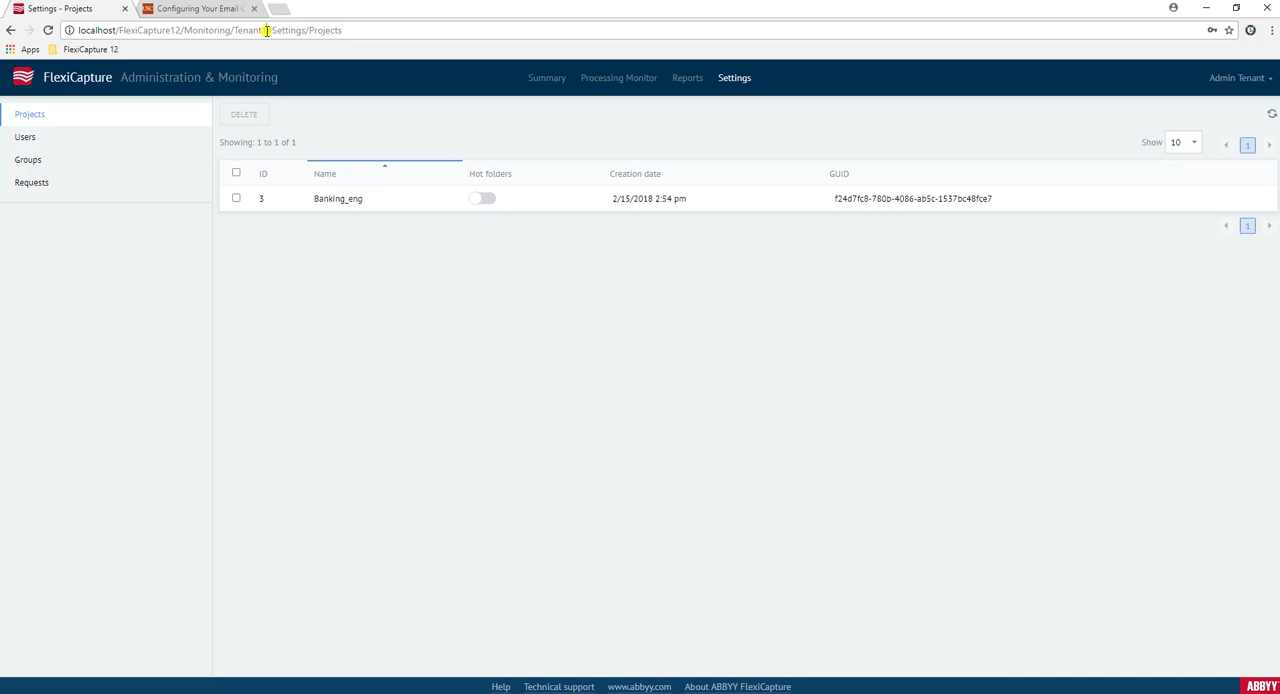 Settings - Projects
Configuring Your Email C
localhost/FlexiCapture12/Monitoring/Tenant /Settings/Projects
Apps FlexiCapture 12
FlexiCapture Administration & Monitoring Summary Processing Monitor Reports Settings Admin Tenant
Projects
Users
Groups
Requests
DELETE
Showing: 1 to 1 of 1
Show 10 1
ID Name Hot folders Creation date GUID
3 Banking_eng 2/15/2018 2:54 pm f24d7fc8-780b-4086-ab5c-1537bc48fce7
1
Help Technical support www.abbyy.com About ABBYY FlexiCapture ABBYY